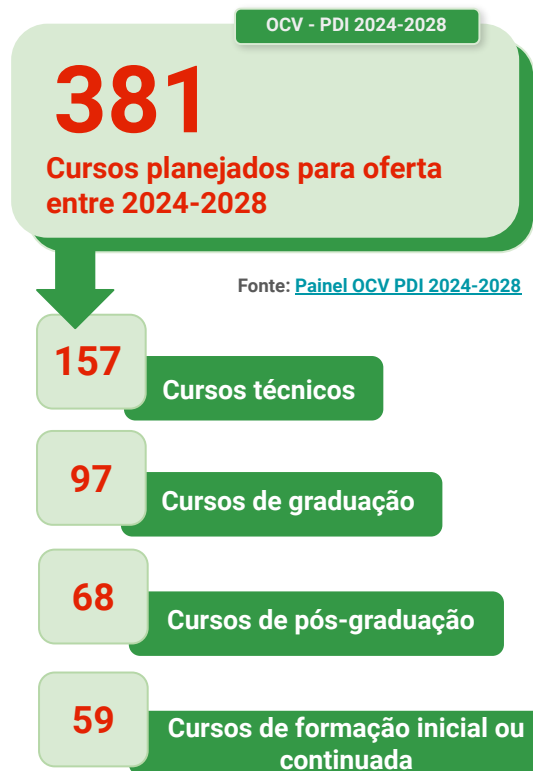 OCV - PDI 2024-2028
381
Cursos planejados para oferta
entre 2024-2028
Fonte: Painel OCV PDI 2024-2028
157
Cursos técnicos
97
Cursos de graduação
68
Cursos de pós-graduação
59
Cursos de formação inicial ou
continuada